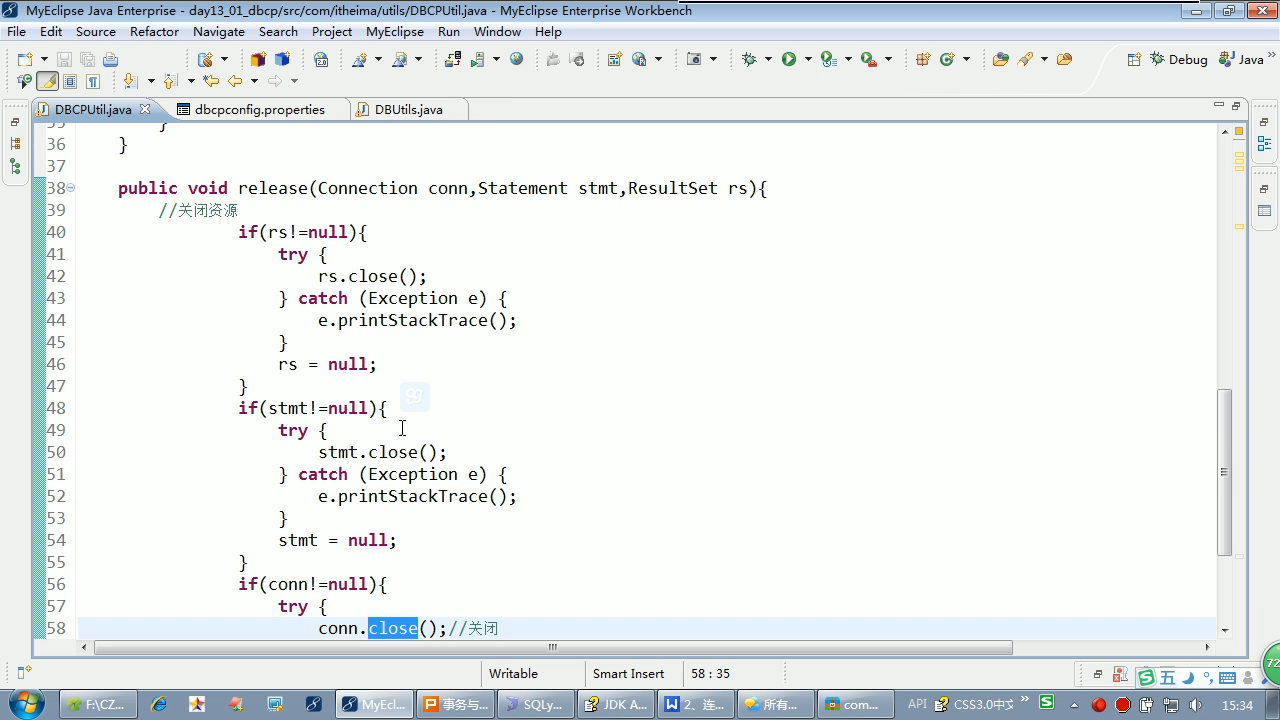 MyEclipse Java Enterprise - day13_01_dbcp/src/com/itheima/utils/DBCPUtil.java - MyEclipse Enterprise Workbench
File Edit Source Refactor Navigate Search Project MyEclipse Run Window Help
Debug Java
DBCPUtil.java dbcpconfig.properties DBUtils.java
35 }
36 }
37
38 public void release(Connection conn,Statement stmt,ResultSet rs){
39 //关闭资源
40 if(rs!=null){
41 try {
42 rs.close();
43 } catch (Exception e) {
44 e.printStackTrace();
45 }
46 rs = null;
47 }
48 if(stmt!=null){
49 try {
50 stmt.close();
51 } catch (Exception e) {
52 e.printStackTrace();
53 }
54 stmt = null;
55 }
56 if(conn!=null){
57 try {
58 conn.close();//关闭
Writable Smart Insert 58 : 35
五
72
F:\CZ... MyEcl... 事务与... SQLy... JDK A... 2、连... 所有... com... API CSS3.0中文 15:34